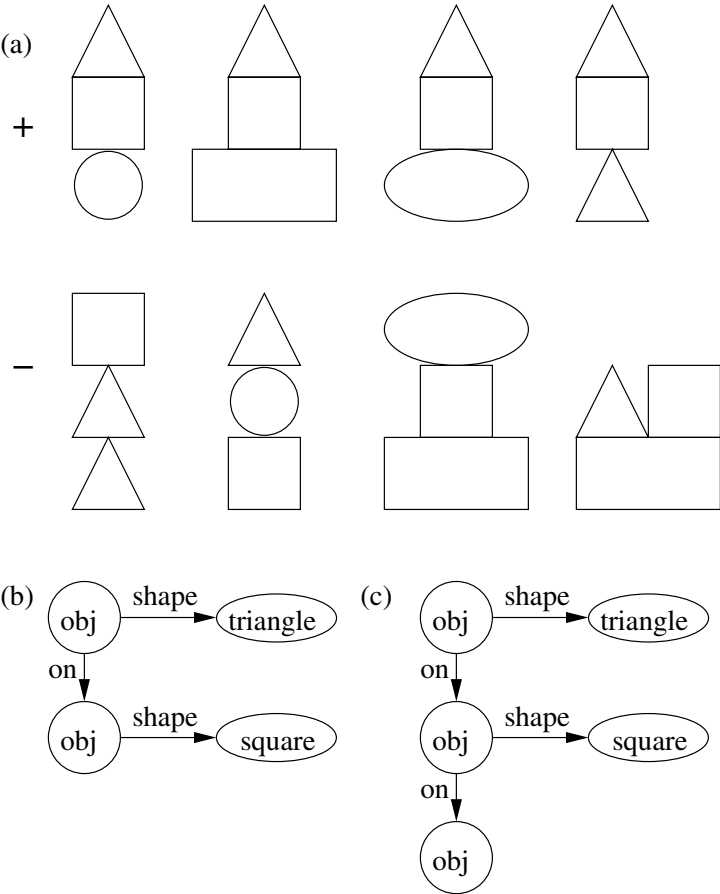 (a)
+
−
(b)
obj
shape
triangle
on
obj
shape
square
(c)
obj
shape
triangle
on
obj
shape
square
on
obj